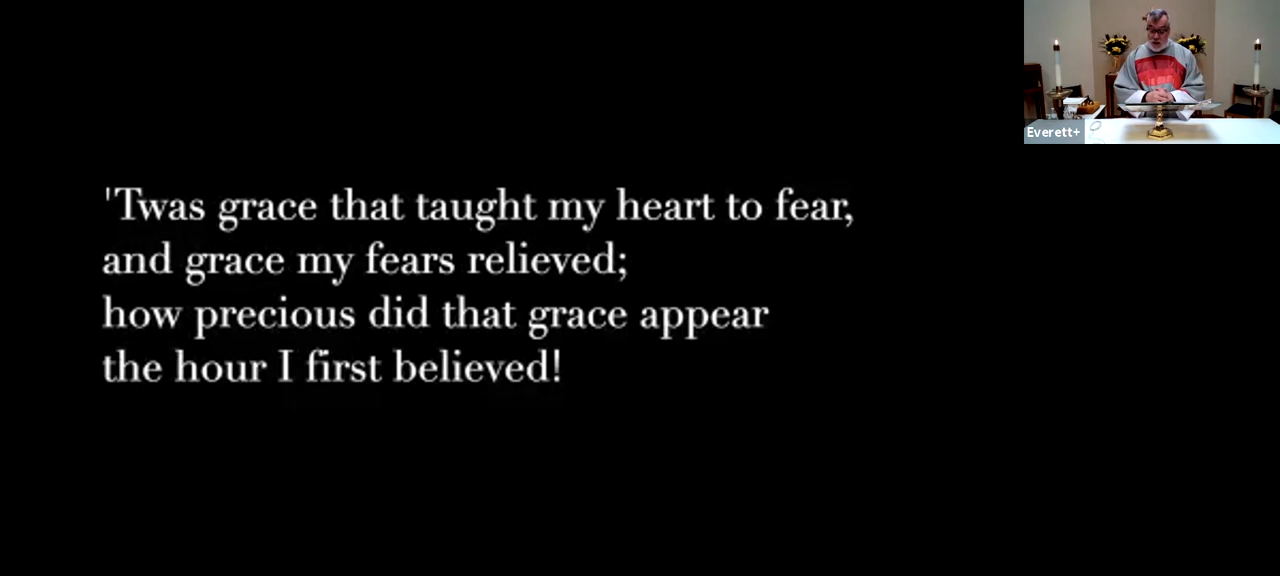 'Twas grace that taught my heart to fear,
and grace my fears relieved;
how precious did that grace appear
the hour I first believed!
Everett+